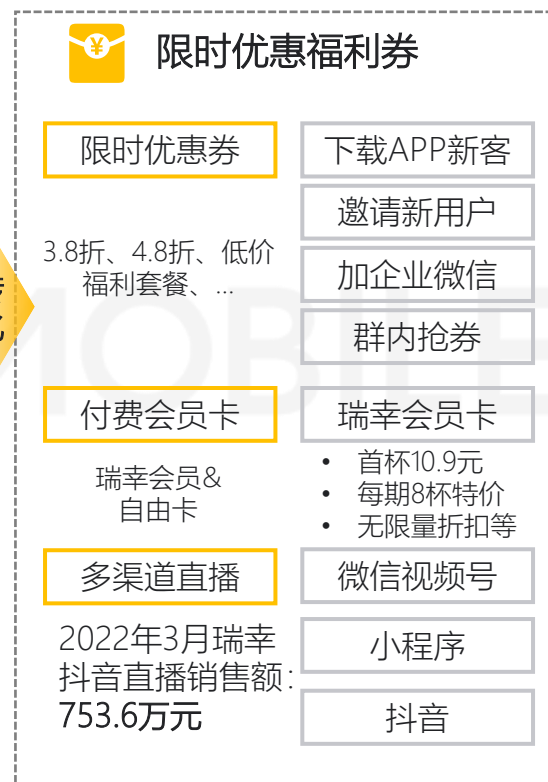 ¥
限时优惠福利券
限时优惠券
3.8折、4.8折、低价
福利套餐、...
下载APP新客
邀请新用户
加企业微信
群内抢券
付费会员卡
瑞幸会员&
自由卡
瑞幸会员卡
• 首杯10.9元
• 每期8杯特价
• 无限量折扣等
多渠道直播
2022年3月瑞幸
抖音直播销售额：
753.6万元
微信视频号
小程序
抖音
MOBILE